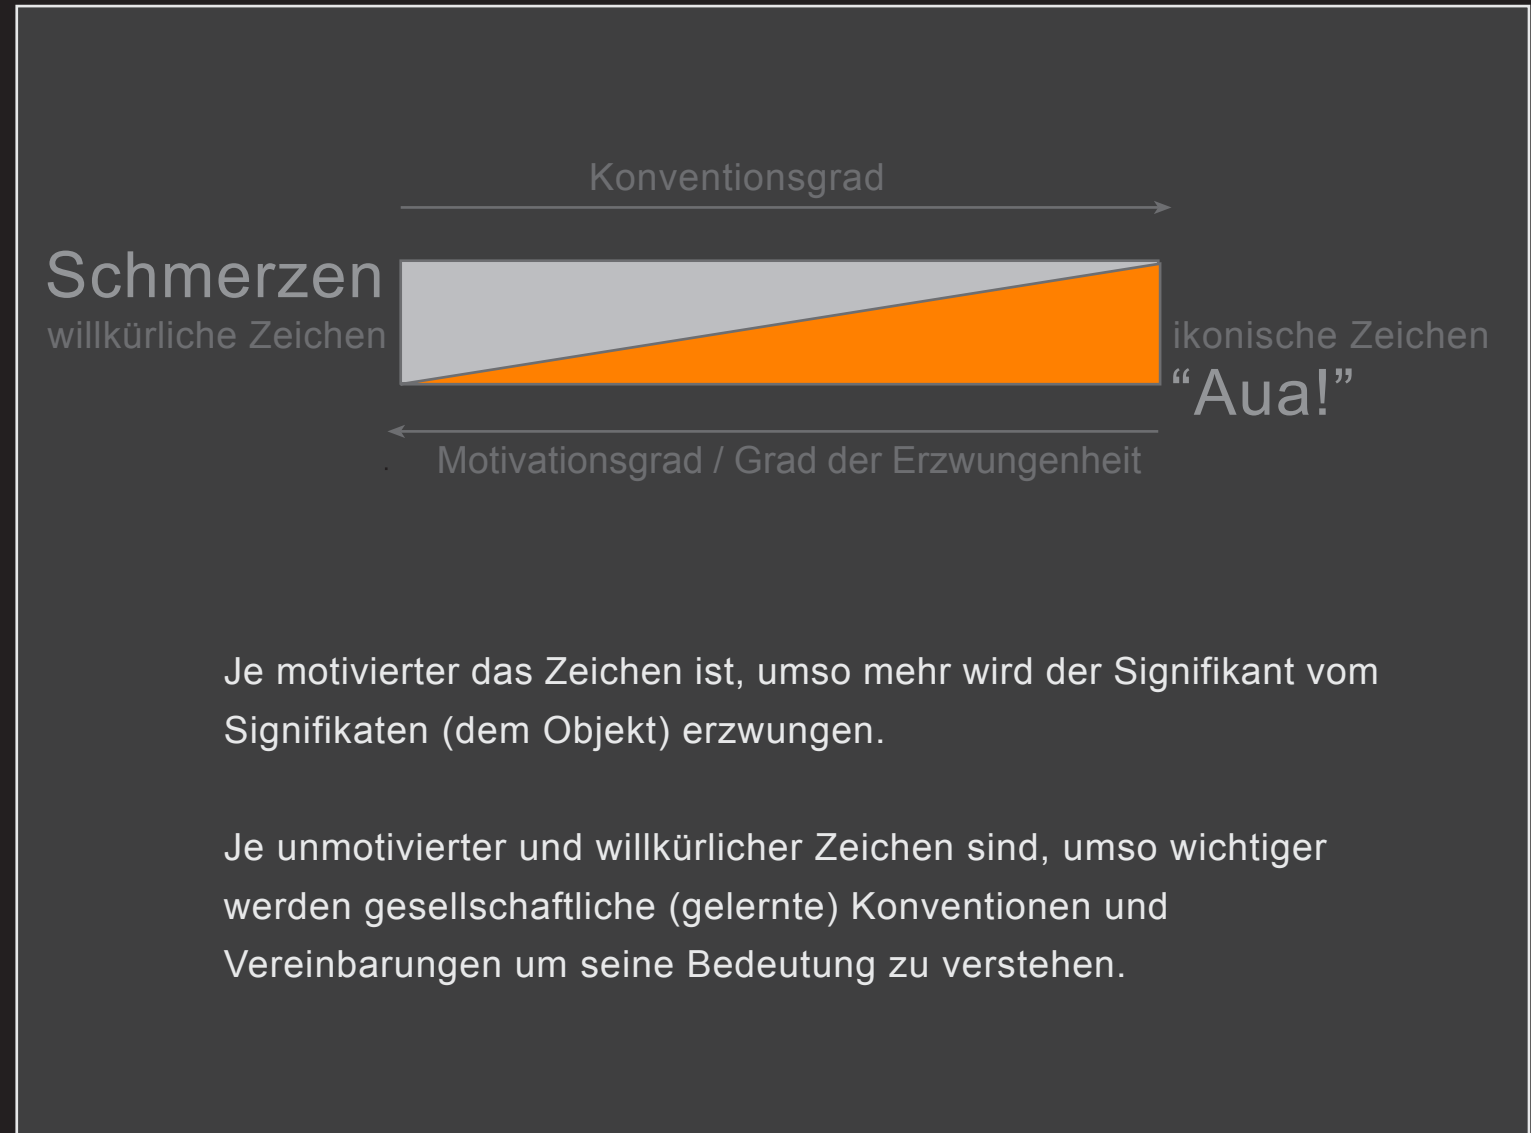 Konventionsgrad
Schmerzen
willkürliche Zeichen
ikonische Zeichen
“Aua!”
Motivationsgrad / Grad der Erzwungenheit
Je motivierter das Zeichen ist, umso mehr wird der Signifikant vom
Signifikaten (dem Objekt) erzwungen.
Je unmotivierter und willkürlicher Zeichen sind, umso wichtiger
werden gesellschaftliche (gelernte) Konventionen und
Vereinbarungen um seine Bedeutung zu verstehen.